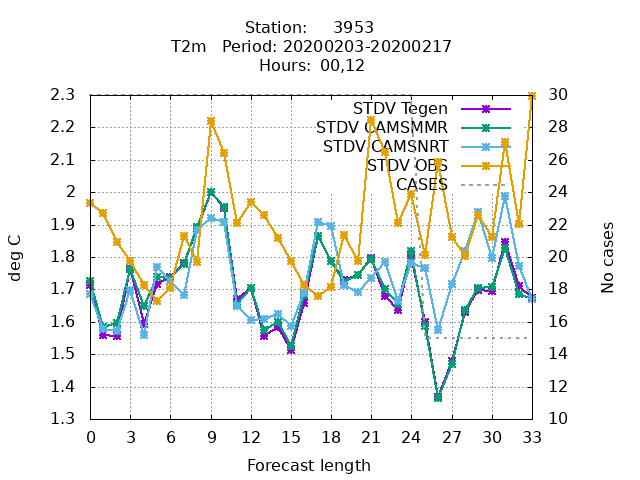 Station:     3953
T2m   Period: 20200203-20200217
Hours:  00,12
2.3
2.2
2.1
2
1.9
1.8
1.7
1.6
1.5
1.4
1.3
deg C
STDV Tegen
STDV CAMSMMR
STDV CAMSNRT
STDV OBS
CASES
30
28
26
24
22
20
18
16
14
12
10
No cases
0 3 6 9 12 15 18 21 24 27 30 33
Forecast length